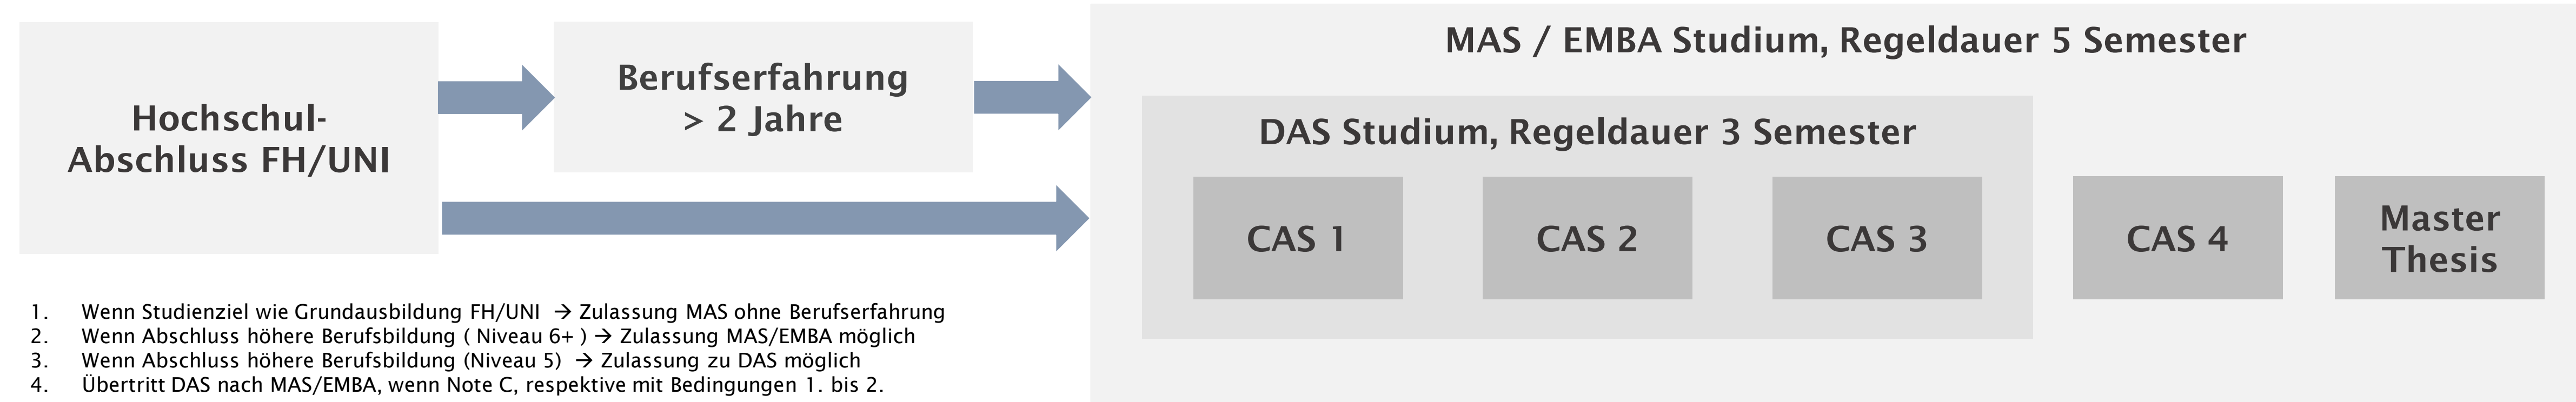 Hochschul-
Abschluss FH/UNI
Berufserfahrung
> 2 Jahre
MAS / EMBA Studium, Regeldauer 5 Semester
DAS Studium, Regeldauer 3 Semester
CAS 1
CAS 2
CAS 3
CAS 4
Master
Thesis
1. Wenn Studienziel wie Grundausbildung FH/UNI → Zulassung MAS ohne Berufserfahrung
2. Wenn Abschluss höhere Berufsbildung ( Niveau 6+ ) → Zulassung MAS/EMBA möglich
3. Wenn Abschluss höhere Berufsbildung (Niveau 5) → Zulassung zu DAS möglich
4. Übertritt DAS nach MAS/EMBA, wenn Note C, respektive mit Bedingungen 1. bis 2.